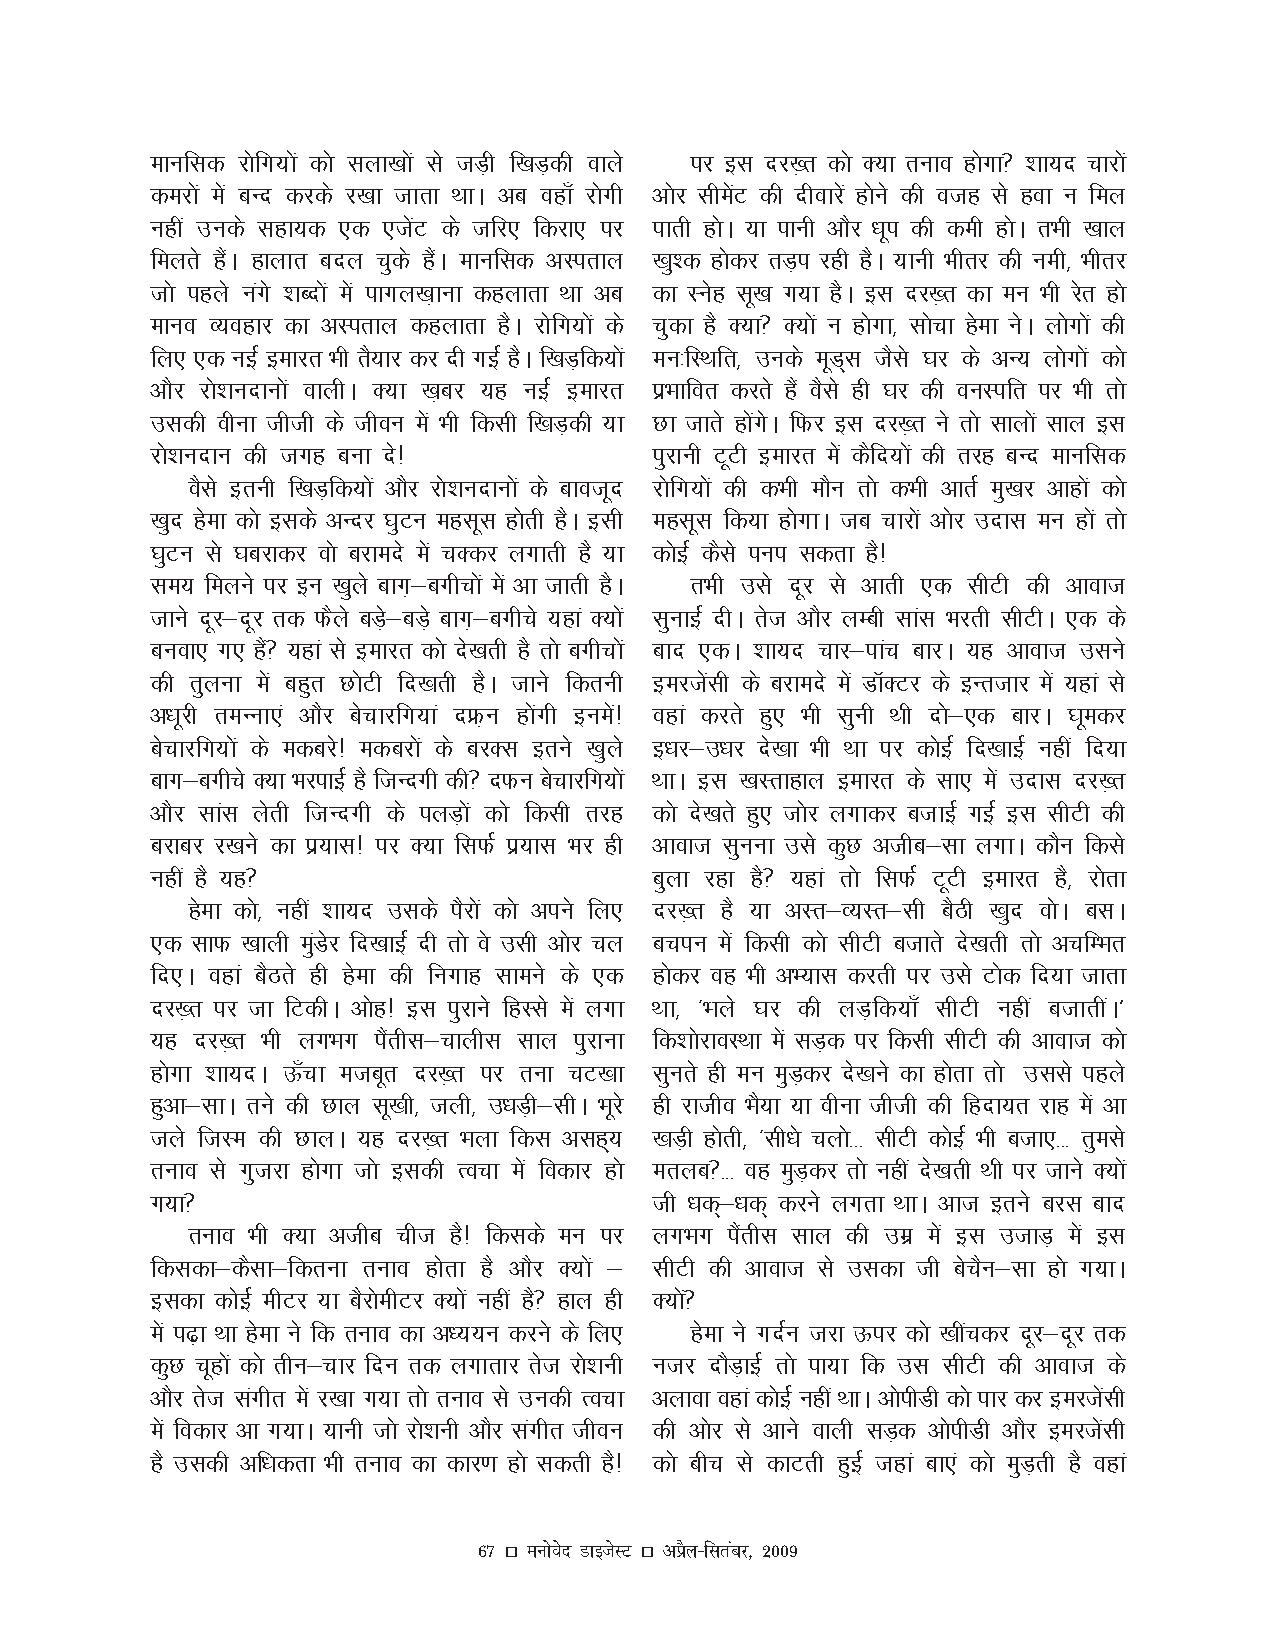 मानसिक रोगियों को सलाखों से जड़ी खिड़की वाले
कमरों में बन्द करके रखा जाता था। अब वहाँ रोगी
नहीं उनके सहायक एक एजेंट के जरिए किराए पर
मिलते हैं। हालात बदल चुके हैं। मानसिक अस्पताल
जो पहले नंगे शब्दों में पागलख़ाना कहलाता था अब
मानव व्यवहार का अस्पताल कहलाता है। रोगियों के
लिए एक नई इमारत भी तैयार कर दी गई है। खिड़कियों
और रोशनदानों वाली। क्या ख़बर यह नई इमारत
उसकी वीना जीजी के जीवन में भी किसी खिड़की या
रोशनदान की जगह बना दे!
वैसे इतनी खिड़कियों और रोशनदानों के बावजूद
खुद हेमा को इसके अन्दर घुटन महसूस होती है। इसी
घुटन से घबराकर वो बरामदे में चक्कर लगाती है या
समय मिलने पर इन खुले बाग़–बगीचों में आ जाती है।
जाने दूर–दूर तक फैले बड़े–बड़े बाग़–बगीचे यहां क्यों
बनवाए गए हैं? यहां से इमारत को देखती है तो बगीचों
की तुलना में बहुत छोटी दिखती है। जाने कितनी
अधूरी तमन्नाएं और बेचारगियां दफ़्न होंगी इनमें!
बेचारगियों के मकबरे! मकबरों के बरक्स इतने खुले
बाग–बगीचे क्या भरपाई है जिन्दगी की? दफन बेचारगियों
और सांस लेती जिन्दगी के पलड़ों को किसी तरह
बराबर रखने का प्रयास! पर क्या सिर्फ प्रयास भर ही
नहीं है यह?
हेमा को, नहीं शायद उसके पैरों को अपने लिए
एक साफ खाली मुंडेर दिखाई दी तो वे उसी ओर चल
दिए। वहां बैठते ही हेमा की निगाह सामने के एक
दरख़्त पर जा टिकी। ओह! इस पुराने हिस्से में लगा
यह दरख़्त भी लगभग पैंतीस–चालीस साल पुराना
होगा शायद। ऊँचा मजबूत दरख़्त पर तना चटखा
हुआ–सा। तने की छाल सूखी, जली, उधड़ी–सी। भूरे
जले जिस्म की छाल। यह दरख़्त भला किस असह्य
तनाव से गुजरा होगा जो इसकी त्वचा में विकार हो
गया?
तनाव भी क्या अजीब चीज है! किसके मन पर
किसका–कैसा–कितना तनाव होता है और क्यों –
इसका कोई मीटर या बैरोमीटर क्यों नहीं है? हाल ही
में पढ़ा था हेमा ने कि तनाव का अध्ययन करने के लिए
कुछ चूहों को तीन–चार दिन तक लगातार तेज रोशनी
और तेज संगीत में रखा गया तो तनाव से उनकी त्वचा
में विकार आ गया। यानी जो रोशनी और संगीत जीवन
है उसकी अधिकता भी तनाव का कारण हो सकती है!
पर इस दरख़्त को क्या तनाव होगा? शायद चारों
ओर सीमेंट की दीवारें होने की वजह से हवा न मिल
पाती हो। या पानी और धूप की कमी हो। तभी खाल
खुश्क होकर तड़प रही है। यानी भीतर की नमी, भीतर
का स्नेह सूख गया है। इस दरख़्त का मन भी रेत हो
चुका है क्या? क्यों न होगा, सोचा हेमा ने। लोगों की
मनःस्थिति, उनके मूड्स जैसे घर के अन्य लोगों को
प्रभावित करते हैं वैसे ही घर की वनस्पति पर भी तो
छा जाते होंगे। फिर इस दरख़्त ने तो सालों साल इस
पुरानी टूटी इमारत में कैदियों की तरह बन्द मानसिक
रोगियों की कभी मौन तो कभी आर्त मुखर आहों को
महसूस किया होगा। जब चारों ओर उदास मन हों तो
कोई कैसे पनप सकता है!
तभी उसे दूर से आती एक सीटी की आवाज
सुनाई दी। तेज और लम्बी सांस भरती सीटी। एक के
बाद एक। शायद चार–पांच बार। यह आवाज उसने
इमरजेंसी के बरामदे में डॉक्टर के इन्तजार में यहां से
वहां करते हुए भी सुनी थी दो–एक बार। घूमकर
इधर–उधर देखा भी था पर कोई दिखाई नहीं दिया
था। इस खस्ताहाल इमारत के साए में उदास दरख़्त
को देखते हुए जोर लगाकर बजाई गई इस सीटी की
आवाज सुनना उसे कुछ अजीब–सा लगा। कौन किसे
बुला रहा है? यहां तो सिर्फ टूटी इमारत है, रोता
दरख़्त है या अस्त–व्यस्त–सी बैठी खुद वो। बस।
बचपन में किसी को सीटी बजाते देखती तो अचम्भित
होकर वह भी अभ्यास करती पर उसे टोक दिया जाता
था, 'भले घर की लड़कियाँ सीटी नहीं बजातीं।'
किशोरावस्था में सड़क पर किसी सीटी की आवाज को
सुनते ही मन मुड़कर देखने का होता तो उससे पहले
ही राजीव भैया या वीना जीजी की हिदायत राह में आ
खड़ी होती, 'सीधे चलो... सीटी कोई भी बजाए... तुमसे
मतलब?... वह मुड़कर तो नहीं देखती थी पर जाने क्यों
जी धक्–धक् करने लगता था। आज इतने बरस बाद
लगभग पैंतीस साल की उम्र में इस उजाड़ में इस
सीटी की आवाज से उसका जी बेचैन–सा हो गया।
क्यों?
हेमा ने गर्दन जरा ऊपर को खींचकर दूर–दूर तक
नजर दौड़ाई तो पाया कि उस सीटी की आवाज के
अलावा वहां कोई नहीं था। ओपीडी को पार कर इमरजेंसी
की ओर से आने वाली सड़क ओपीडी और इमरजेंसी
को बीच से काटती हुई जहां बाएं को मुड़ती है वहां
67 □ मनोवेद डाइजेस्ट □ अप्रैल-सितंबर, 2009